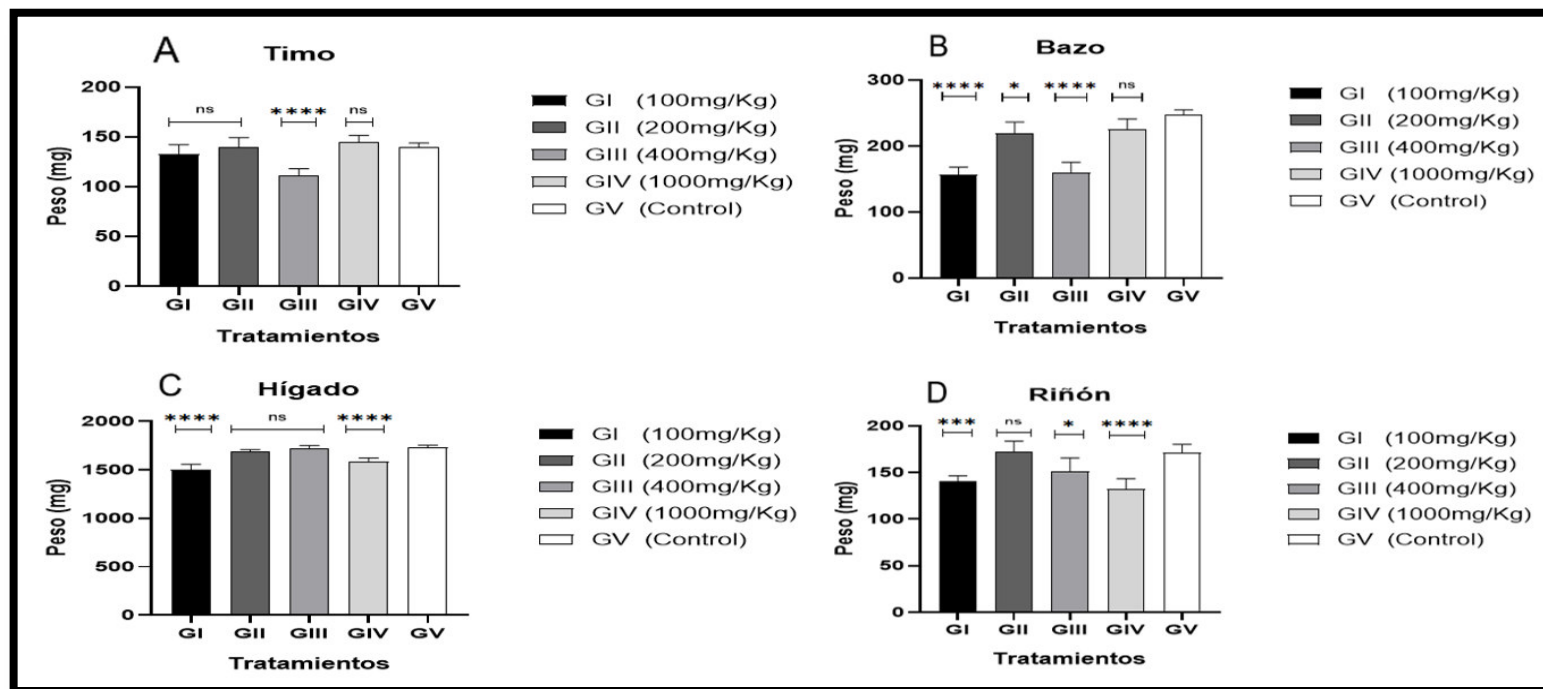 A
Timo
Peso (mg)
200
150
100
50
0
ns
****
ns
GI GII GIII GIV GV
Tratamientos
GI (100mg/Kg)
GII (200mg/Kg)
GIII (400mg/Kg)
GIV (1000mg/Kg)
GV (Control)
B
Bazo
Peso (mg)
300
200
100
0
****
*
****
ns
GI GII GIII GIV GV
Tratamientos
GI (100mg/Kg)
GII (200mg/Kg)
GIII (400mg/Kg)
GIV (1000mg/Kg)
GV (Control)
C
Hígado
Peso (mg)
2000
1500
1000
500
0
****
ns
****
GI GII GIII GIV GV
Tratamientos
GI (100mg/Kg)
GII (200mg/Kg)
GIII (400mg/Kg)
GIV (1000mg/Kg)
GV (Control)
D
Riñón
Peso (mg)
200
150
100
50
0
***
ns
*
****
GI GII GIII GIV GV
Tratamientos
GI (100mg/Kg)
GII (200mg/Kg)
GIII (400mg/Kg)
GIV (1000mg/Kg)
GV (Control)